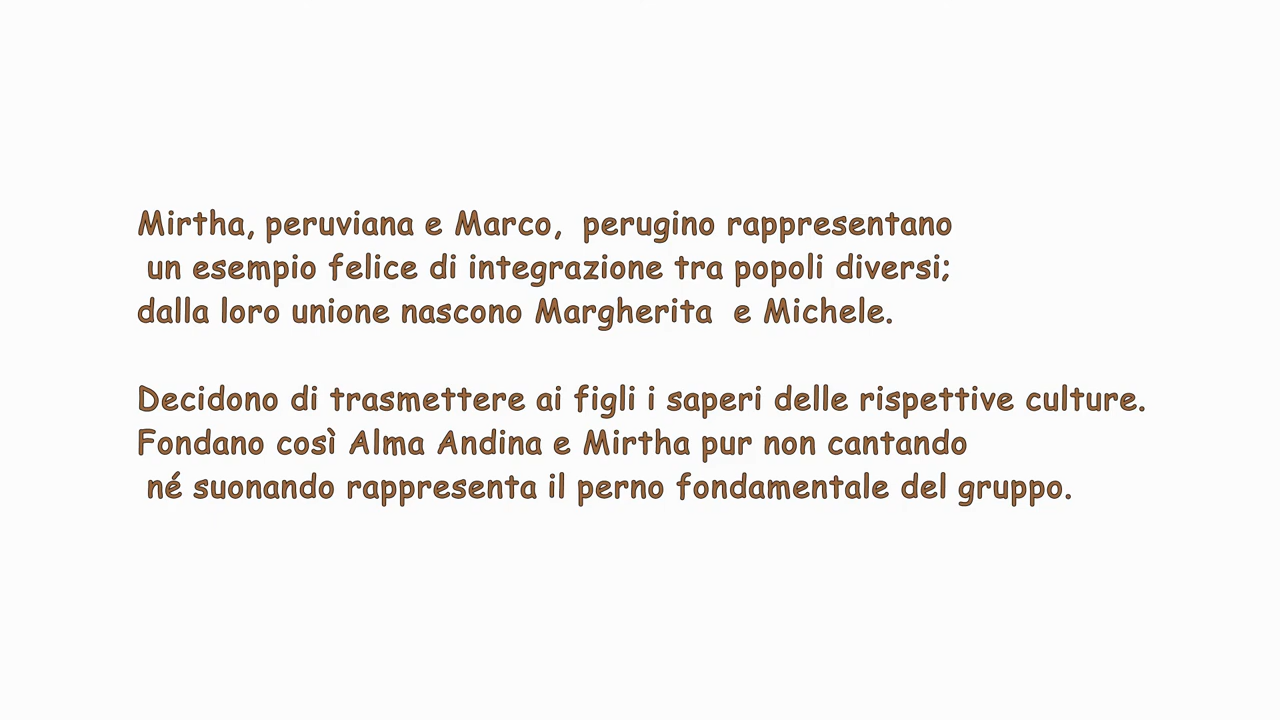 Mirtha, peruviana e Marco,  perugino rappresentano
un esempio felice di integrazione tra popoli diversi;
dalla loro unione nascono Margherita  e Michele.
Decidono di trasmettere ai figli i saperi delle rispettive culture.
Fondano così Alma Andina e Mirtha pur non cantando
né suonando rappresenta il perno fondamentale del gruppo.